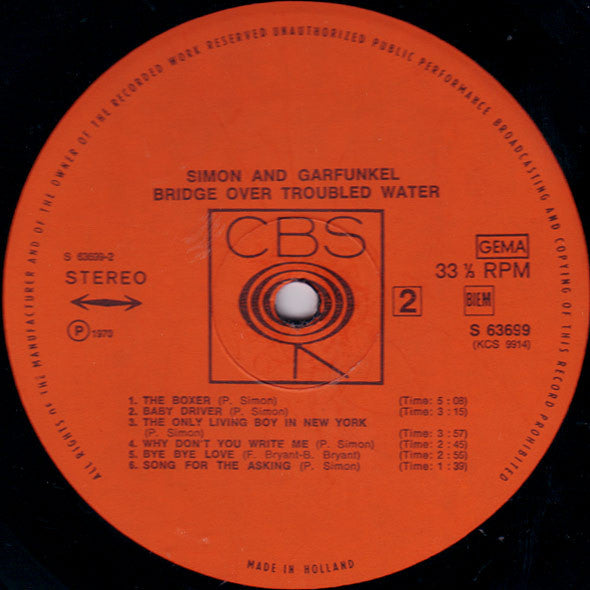 ALL RIGHTS OF THE MANUFACTURER AND OF THE OWNER OF THE RECORDED WORK RESERVED UNAUTHORIZED PUBLIC PERFORMANCE BROADCASTING AND COPYING OF THIS RECORD PROHIBITED
SIMON AND GARFUNKEL
BRIDGE OVER TROUBLED WATER
CBS
S 63699-2
STEREO
Ⓟ 1970
GEMA
33 ⅓ RPM
2
BIEM
S 63699
(KCS 9914)
1. THE BOXER (P. Simon) (Time: 5 : 08)
2. BABY DRIVER (P. Simon) (Time: 3 : 15)
3. THE ONLY LIVING BOY IN NEW YORK
(P. Simon) (Time: 3 : 57)
4. WHY DON'T YOU WRITE ME (P. Simon) (Time: 2 : 45)
5. BYE BYE LOVE (F. Bryant-B. Bryant) (Time: 2 : 55)
6. SONG FOR THE ASKING (P. Simon) (Time: 1 : 39)
MADE IN HOLLAND